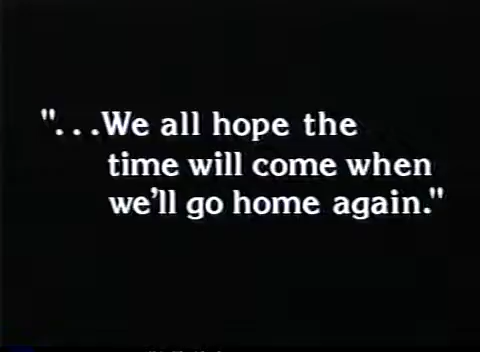 "...We all hope the
time will come when
we'll go home again."